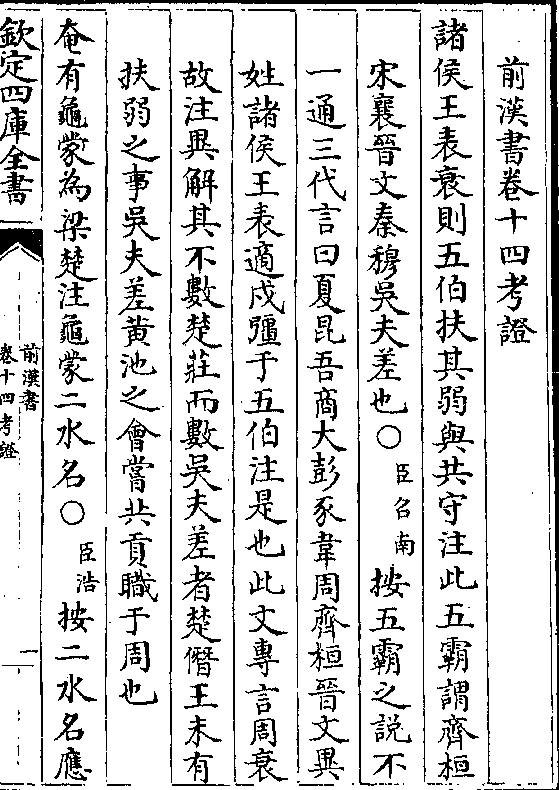 前漢書卷十四考證
諸侯王表衰則五伯扶其弱與共守注此五霸謂齊桓
宋襄晉文秦穆吳夫差也○臣召南按五霸之說不
一通三代言曰夏昆吾商大彭豕韋周齊桓晉文異
姓諸侯王表適戍彊于五伯注是也此文專言周衰
故注異解其不數楚莊而數吳夫差者楚僭王未有
扶弱之事吳夫差黃池之會嘗共貢職于周也
奄有龜蒙為梁楚注龜蒙二水名○臣浩按二水名應
欽定四庫全書
前漢書
卷十四考證
一